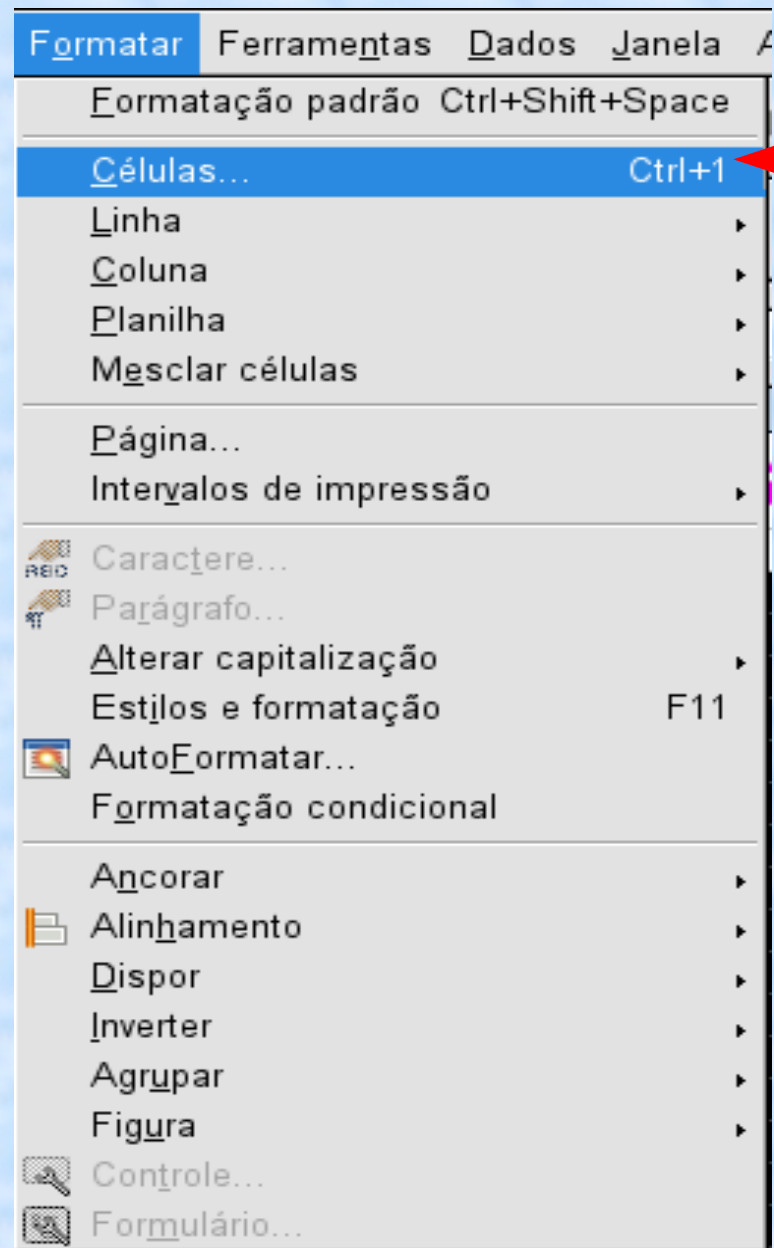 Formatar Ferramentas Dados Janela A
Formatação padrão Ctrl+Shift+Space
Células... Ctrl+1
Linha
Coluna
Planilha
Mesclar células
Página...
Intervalos de impressão
Caractere...
Parágrafo...
Alterar capitalização
Estilos e formatação F11
AutoFormatar...
Formatação condicional
Ancorar
Alinhamento
Dispor
Inverter
Agrupar
Figura
Controle...
Formulário...